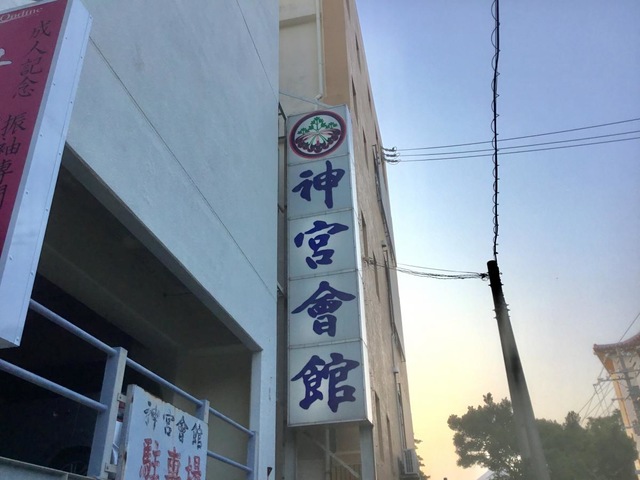 成人記念 振袖専門
神宮會館
神宮會館
駐車場